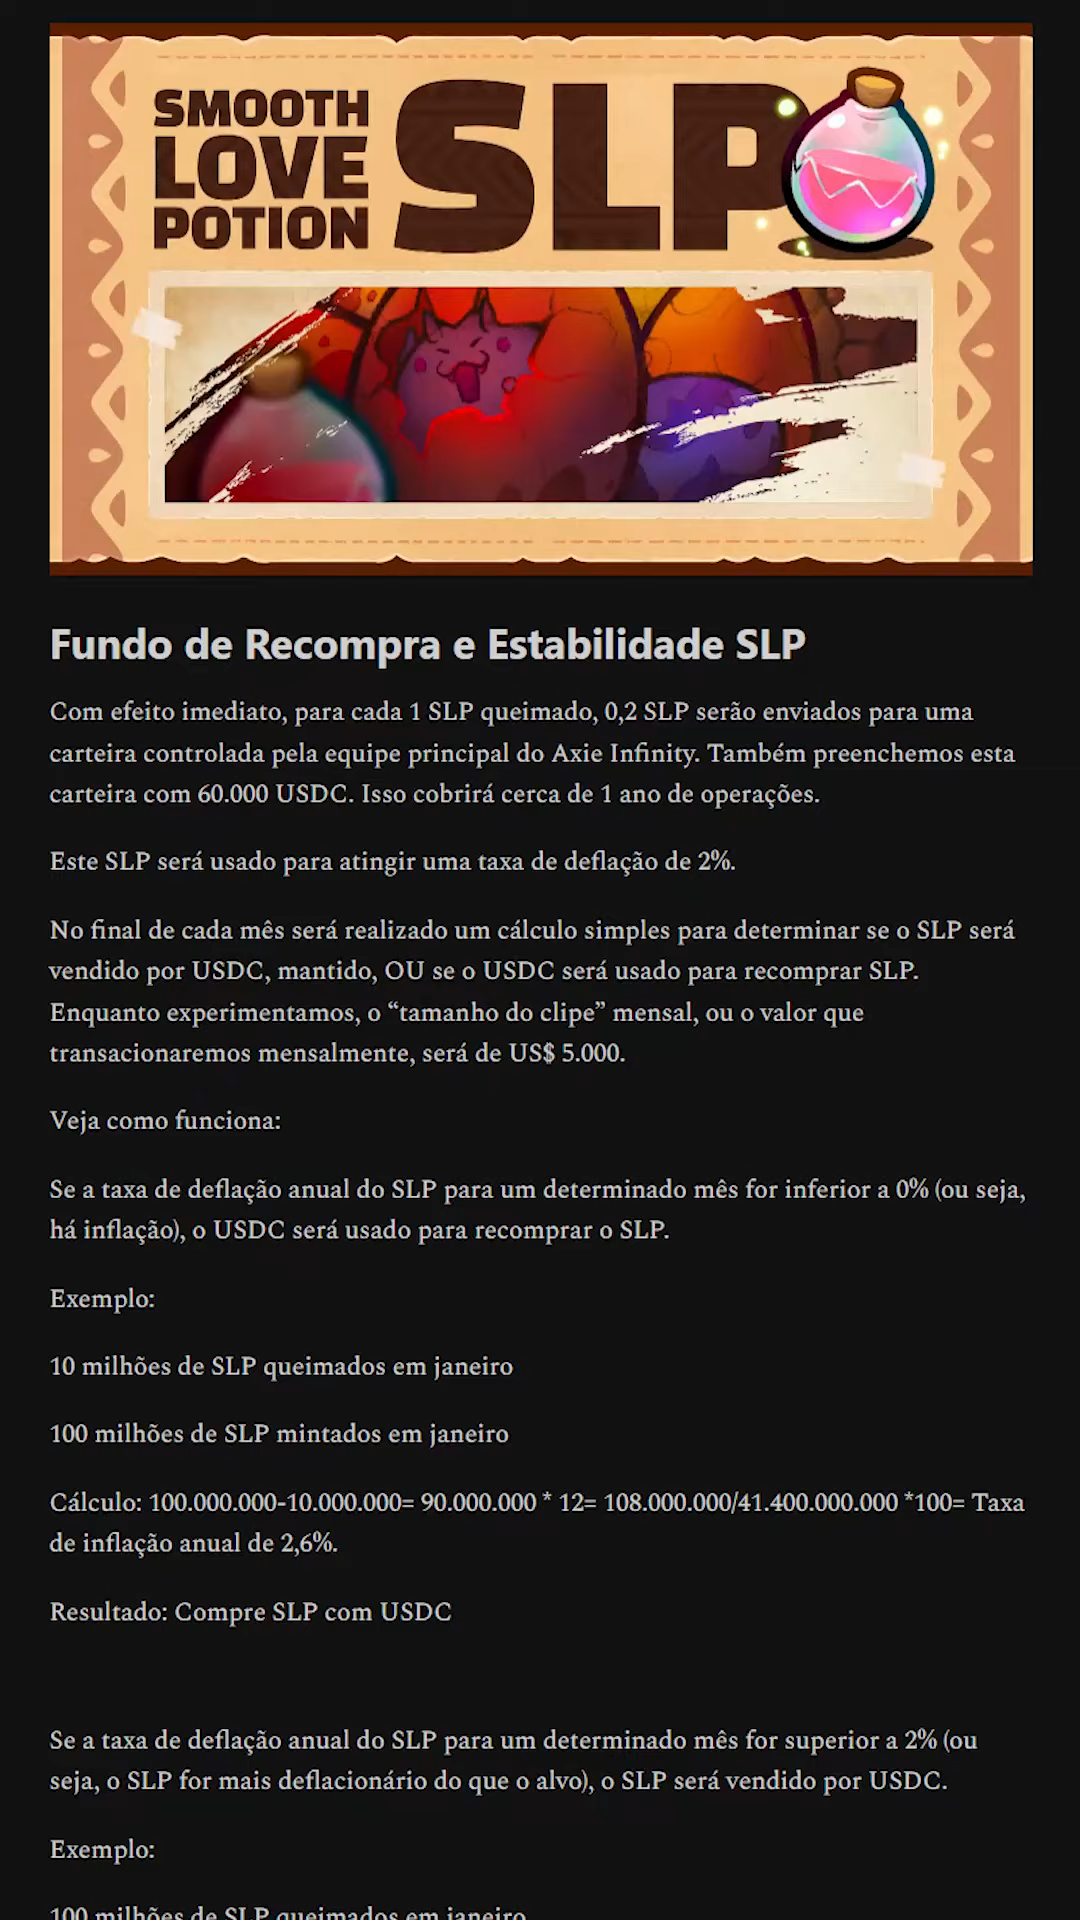 SMOOTH
LOVE
POTION
SLP
Fundo de Recompra e Estabilidade SLP
Com efeito imediato, para cada 1 SLP queimado, 0,2 SLP serão enviados para uma
carteira controlada pela equipe principal do Axie Infinity. Também preenchemos esta
carteira com 60.000 USDC. Isso cobrirá cerca de 1 ano de operações.
Este SLP será usado para atingir uma taxa de deflação de 2%.
No final de cada mês será realizado um cálculo simples para determinar se o SLP será
vendido por USDC, mantido, OU se o USDC será usado para recomprar SLP.
Enquanto experimentamos, o “tamanho do clipe” mensal, ou o valor que
transacionaremos mensalmente, será de US$ 5.000.
Veja como funciona:
Se a taxa de deflação anual do SLP para um determinado mês for inferior a 0% (ou seja,
há inflação), o USDC será usado para recomprar o SLP.
Exemplo:
10 milhões de SLP queimados em janeiro
100 milhões de SLP mintados em janeiro
Cálculo: 100.000.000-10.000.000= 90.000.000 * 12= 108.000.000/41.400.000.000 *100= Taxa
de inflação anual de 2,6%.
Resultado: Compre SLP com USDC
Se a taxa de deflação anual do SLP para um determinado mês for superior a 2% (ou
seja, o SLP for mais deflacionário do que o alvo), o SLP será vendido por USDC.
Exemplo:
100 milhões de SLP queimados em janeiro